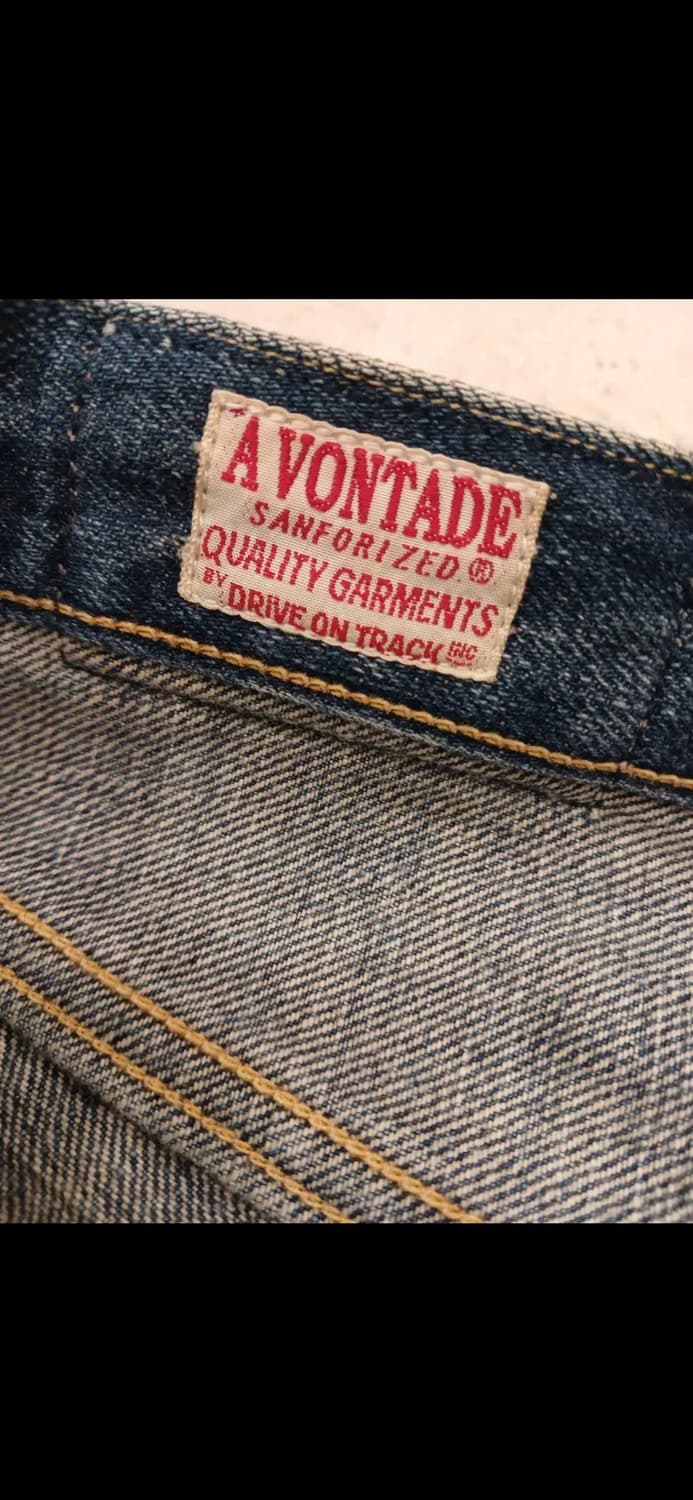 A VONTADE
SANFORIZED.®
QUALITY GARMENTS
BY DRIVE ON TRACK INC